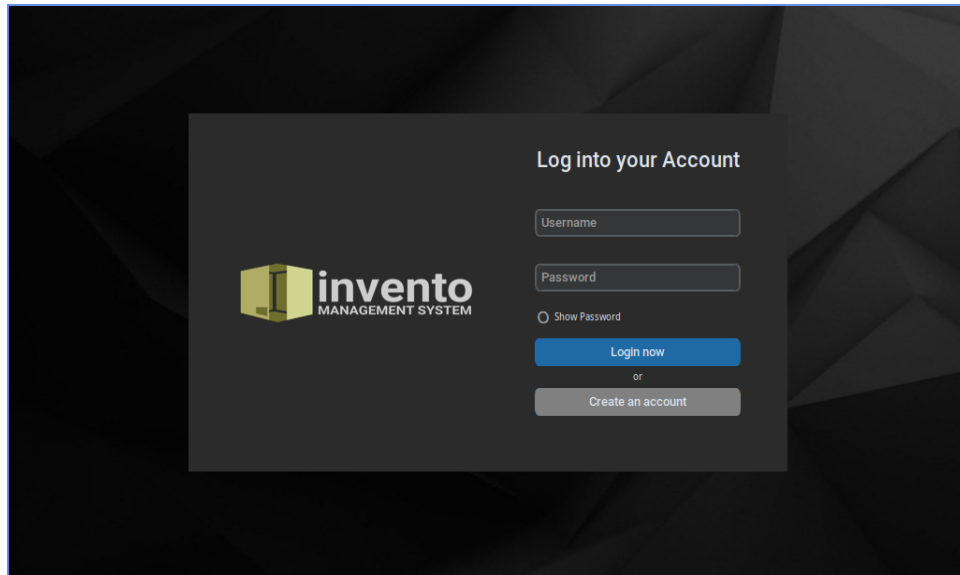 Log into your Account
Username
invento
MANAGEMENT SYSTEM
Password
Show Password
Login now
or
Create an account